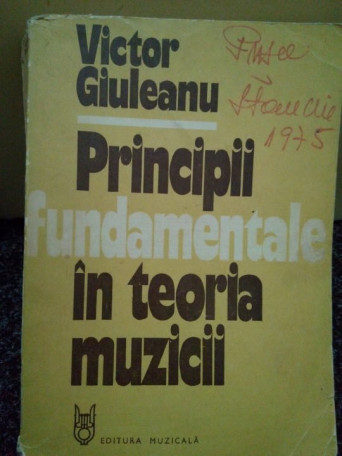 Victor
Giuleanu
Principii
fundamentale
în teoria
muzicii
1975
EDITURA MUZICALĂ